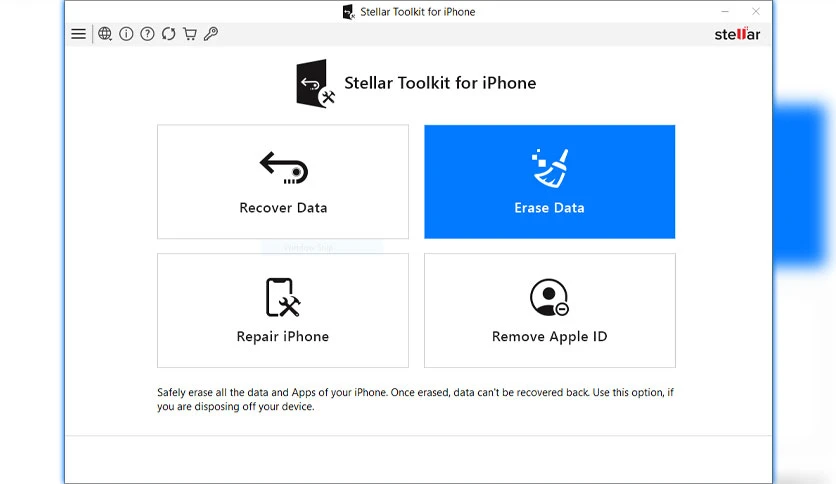 Stellar Toolkit for iPhone
stellar
Stellar Toolkit for iPhone
Recover Data
Erase Data
Window Snip
Repair iPhone
Remove Apple ID
Safely erase all the data and Apps of your iPhone. Once erased, data can't be recovered back. Use this option, if
you are disposing off your device.